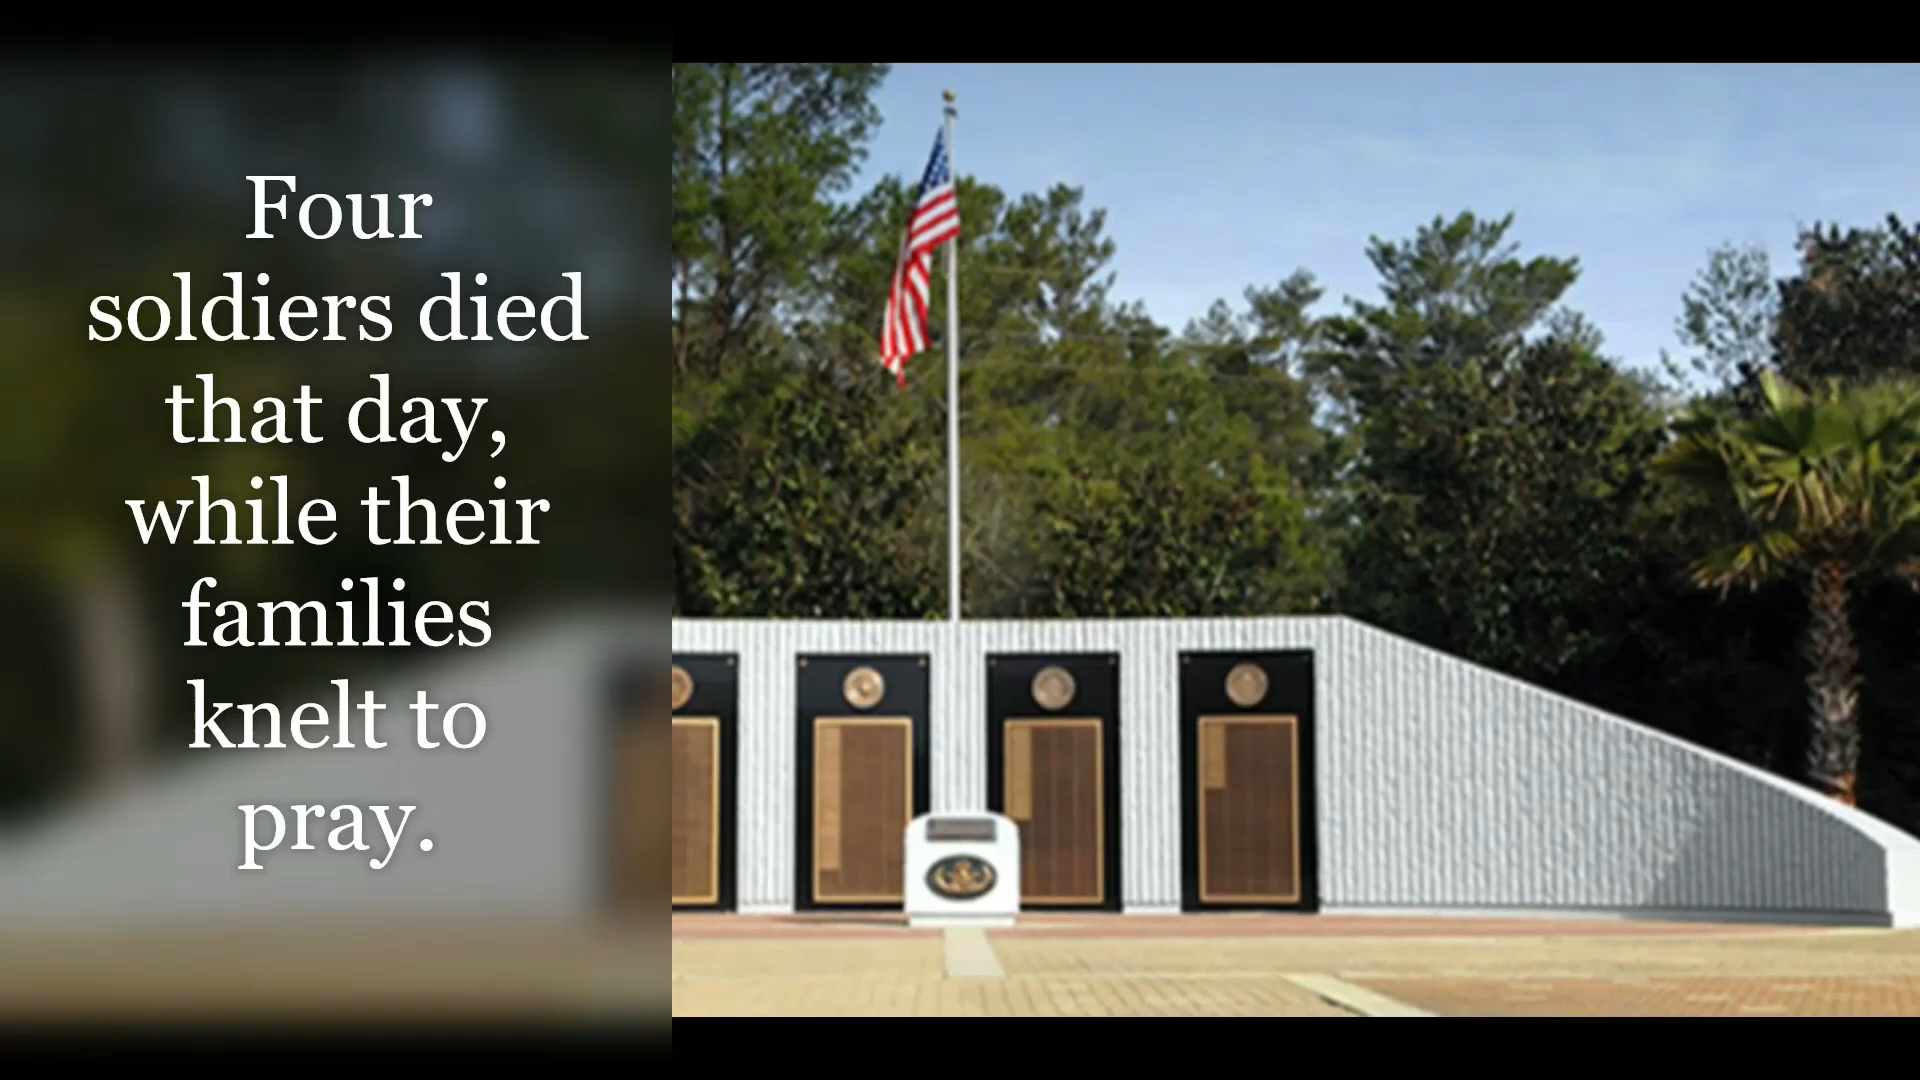 Four
soldiers died
that day,
while their
families
knelt to
pray.